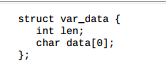 struct var_data {
    int len;
    char data[0];
};